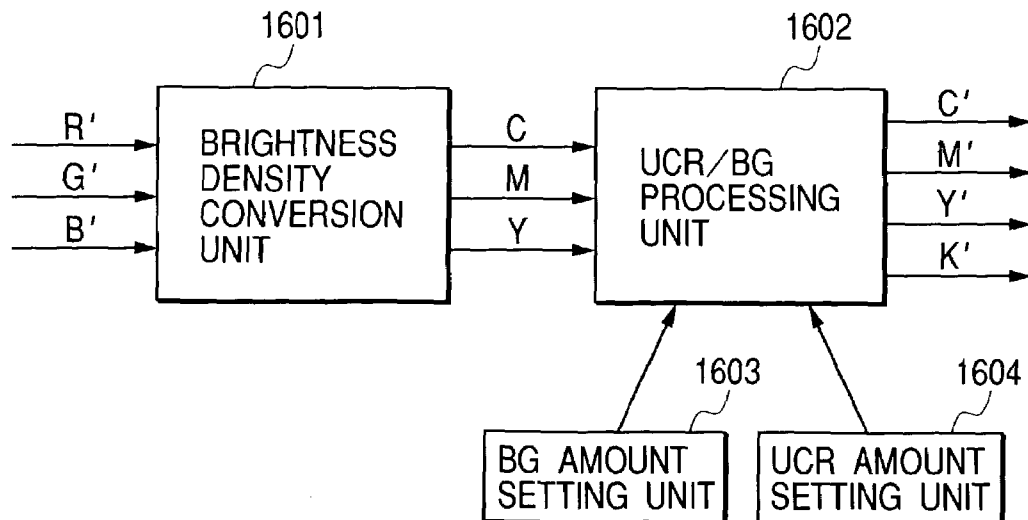 1601
1602
R'
G'
B'
BRIGHTNESS
DENSITY
CONVERSION
UNIT
C
M
Y
UCR/BG
PROCESSING
UNIT
C'
M'
Y'
K'
1603
1604
BG AMOUNT
SETTING UNIT
UCR AMOUNT
SETTING UNIT